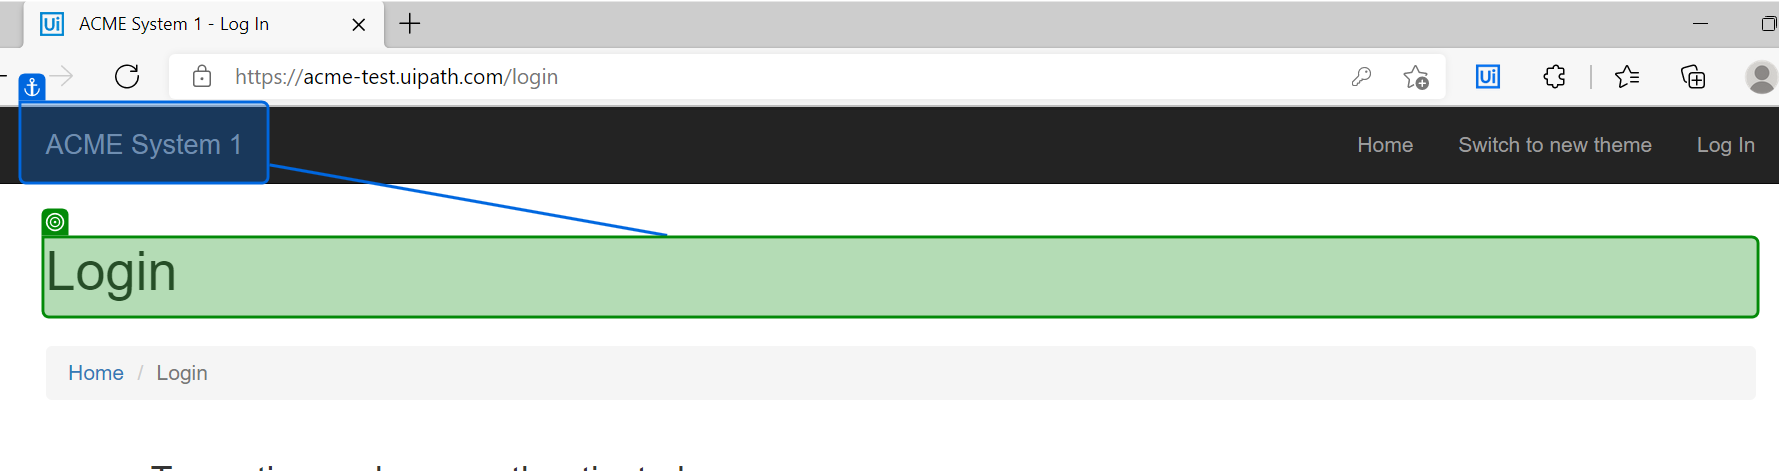 Ui ACME System 1 - Log In
https://acme-test.uipath.com/login
Ui
ACME System 1
Home Switch to new theme Log In
Login
Home / Login